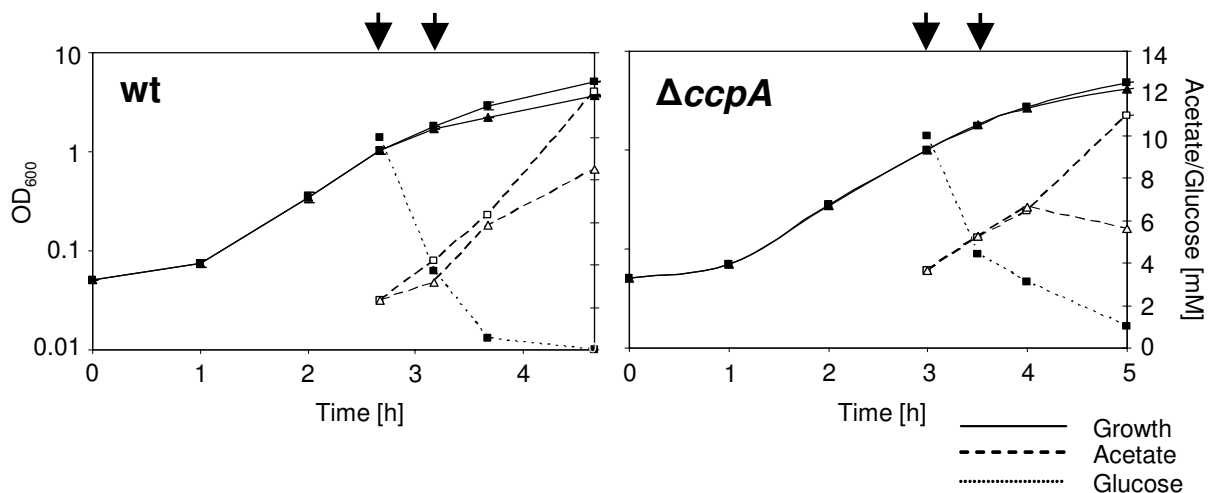 wt
OD600
10
1
0.1
0.01
0 1 2 3 4
Time [h]
ΔccpA
0 1 2 3 4 5
Time [h]
14
12
10
8
6
4
2
0
Acetate/Glucose [mM]
Growth
Acetate
Glucose